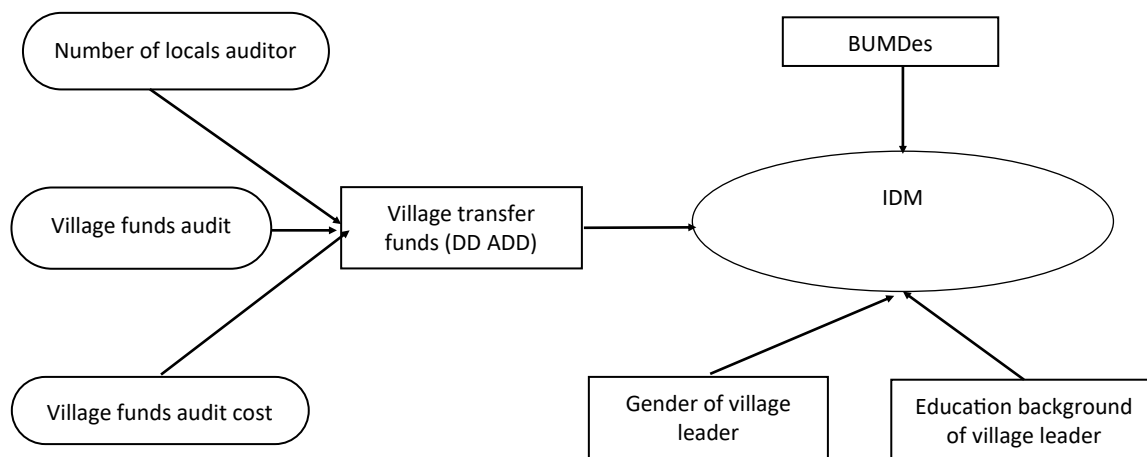 Number of locals auditor
BUMDes
IDM
Village funds audit
Village transfer
funds (DD ADD)
Village funds audit cost
Gender of village
leader
Education background
of village leader